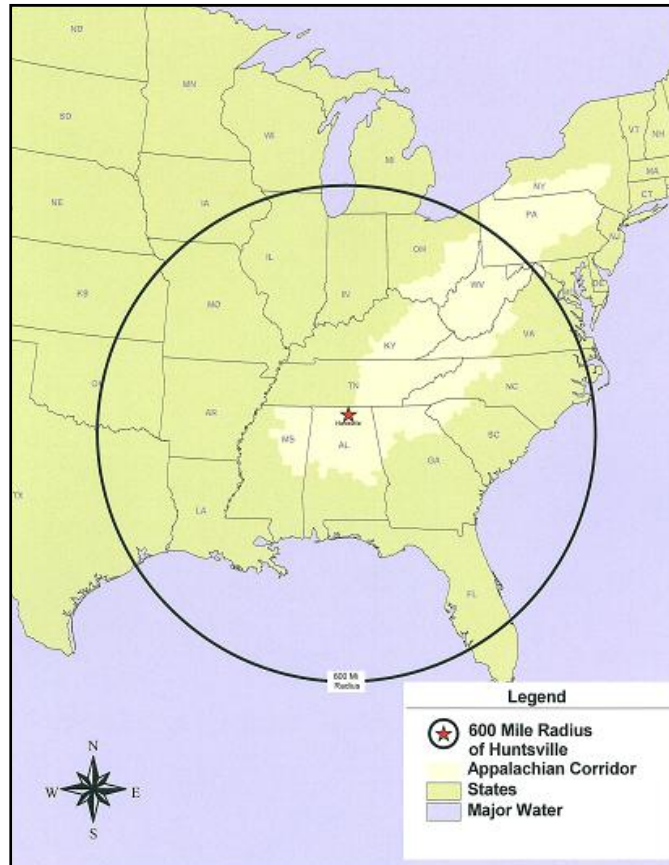 ND
MN
SD
WI
MI
VT
NH
NY
MA
CT
NE
IA
PA
NJ
IL
IN
OH
DE
KS
MO
WV
VA
KY
TN
NC
AR
MS
AL
SC
GA
TX
LA
FL
600 Mi
Radius
Legend
600 Mile Radius
of Huntsville
Appalachian Corridor
States
Major Water
N
W E
S